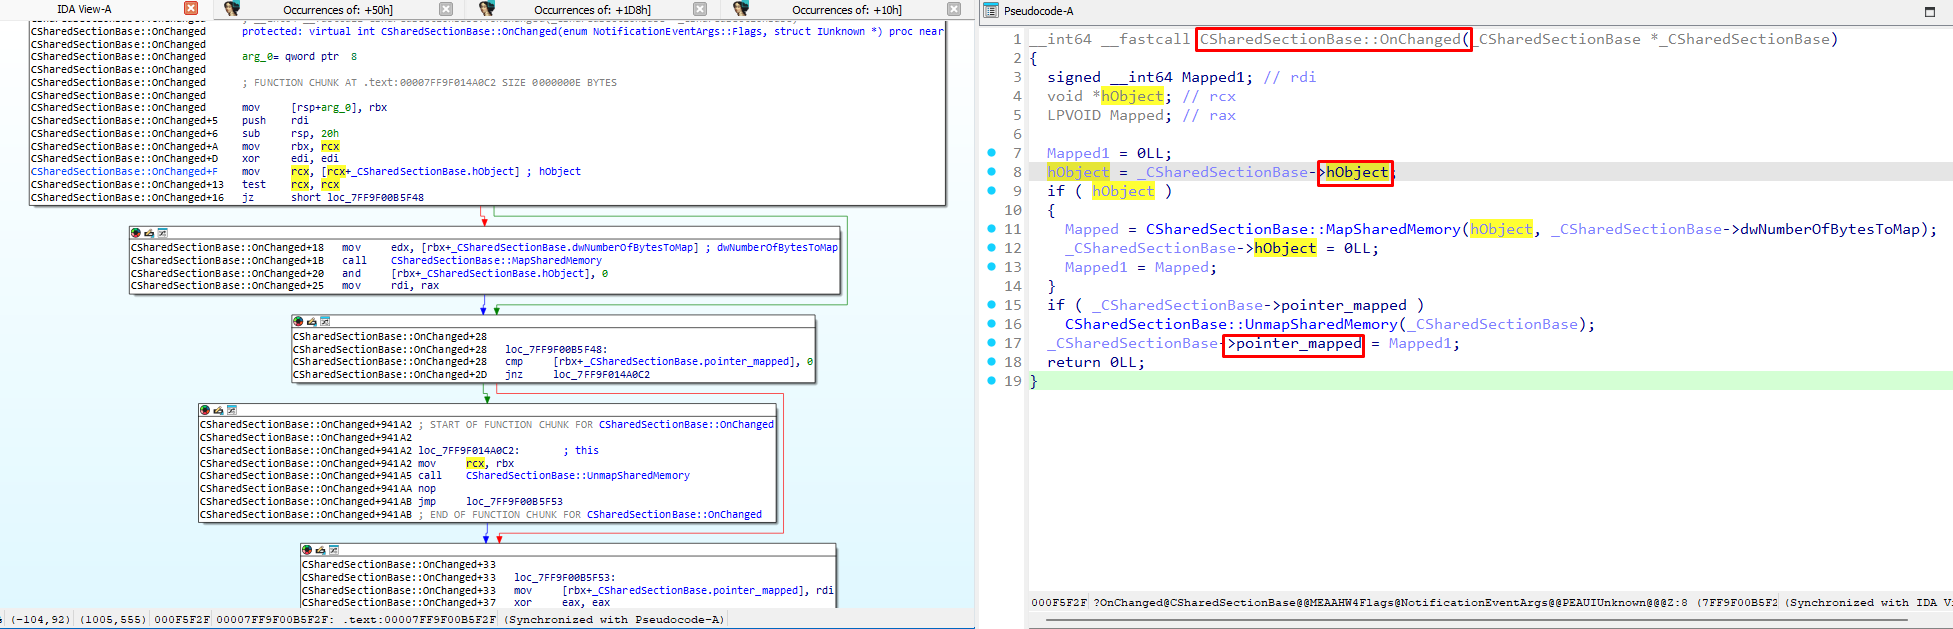 IDA View-A
Occurrences of: +50h]
Occurrences of: +1D8h]
Occurrences of: +10h]
CSharedSectionBase::OnChanged protected: virtual int CSharedSectionBase::OnChanged(enum NotificationEventArgs::Flags, struct IUnknown *) proc near
CSharedSectionBase::OnChanged
CSharedSectionBase::OnChanged arg_0= qword ptr  8
CSharedSectionBase::OnChanged
CSharedSectionBase::OnChanged ; FUNCTION CHUNK AT .text:00007FF9F014A0C2 SIZE 0000000E BYTES
CSharedSectionBase::OnChanged
CSharedSectionBase::OnChanged mov [rsp+arg_0], rbx
CSharedSectionBase::OnChanged+5 push rdi
CSharedSectionBase::OnChanged+6 sub rsp, 20h
CSharedSectionBase::OnChanged+A mov rbx, rcx
CSharedSectionBase::OnChanged+D xor edi, edi
CSharedSectionBase::OnChanged+F mov rcx, [rcx+_CSharedSectionBase.hObject] ; hObject
CSharedSectionBase::OnChanged+13 test rcx, rcx
CSharedSectionBase::OnChanged+16 jz short loc_7FF9F00B5F48
CSharedSectionBase::OnChanged+18 mov edx, [rbx+_CSharedSectionBase.dwNumberOfBytesToMap] ; dwNumberOfBytesToMap
CSharedSectionBase::OnChanged+1B call CSharedSectionBase::MapSharedMemory
CSharedSectionBase::OnChanged+20 and [rbx+_CSharedSectionBase.hObject], 0
CSharedSectionBase::OnChanged+25 mov rdi, rax
CSharedSectionBase::OnChanged+28
CSharedSectionBase::OnChanged+28 loc_7FF9F00B5F48:
CSharedSectionBase::OnChanged+28 cmp [rbx+_CSharedSectionBase.pointer_mapped], 0
CSharedSectionBase::OnChanged+2D jnz loc_7FF9F014A0C2
CSharedSectionBase::OnChanged+941A2 ; START OF FUNCTION CHUNK FOR CSharedSectionBase::OnChanged
CSharedSectionBase::OnChanged+941A2
CSharedSectionBase::OnChanged+941A2 loc_7FF9F014A0C2: ; this
CSharedSectionBase::OnChanged+941A2 mov rcx, rbx
CSharedSectionBase::OnChanged+941A5 call CSharedSectionBase::UnmapSharedMemory
CSharedSectionBase::OnChanged+941AA nop
CSharedSectionBase::OnChanged+941AB jmp loc_7FF9F00B5F53
CSharedSectionBase::OnChanged+941AB ; END OF FUNCTION CHUNK FOR CSharedSectionBase::OnChanged
CSharedSectionBase::OnChanged+33
CSharedSectionBase::OnChanged+33 loc_7FF9F00B5F53:
CSharedSectionBase::OnChanged+33 mov [rbx+_CSharedSectionBase.pointer_mapped], rdi
CSharedSectionBase::OnChanged+37 xor eax, eax
(-104,92) (1005,555) 000F5F2F 00007FF9F00B5F2F: .text:00007FF9F00B5F2F (Synchronized with Pseudocode-A)
Pseudocode-A
1 __int64 __fastcall CSharedSectionBase::OnChanged(_CSharedSectionBase *_CSharedSectionBase)
2 {
3 signed __int64 Mapped1; // rdi
4 void *hObject; // rcx
5 LPVOID Mapped; // rax
6
7 Mapped1 = 0LL;
8 hObject = _CSharedSectionBase->hObject;
9 if ( hObject )
10 {
11 Mapped = CSharedSectionBase::MapSharedMemory(hObject, _CSharedSectionBase->dwNumberOfBytesToMap);
12 _CSharedSectionBase->hObject = 0LL;
13 Mapped1 = Mapped;
14 }
15 if ( _CSharedSectionBase->pointer_mapped )
16 CSharedSectionBase::UnmapSharedMemory(_CSharedSectionBase);
17 _CSharedSectionBase->pointer_mapped = Mapped1;
18 return 0LL;
19 }
000F5F2F ?OnChanged@CSharedSectionBase@@MEAAHW4Flags@NotificationEventArgs@@PEAUIUnknown@@@Z:8 (7FF9F00B5F2 (Synchronized with IDA Vi